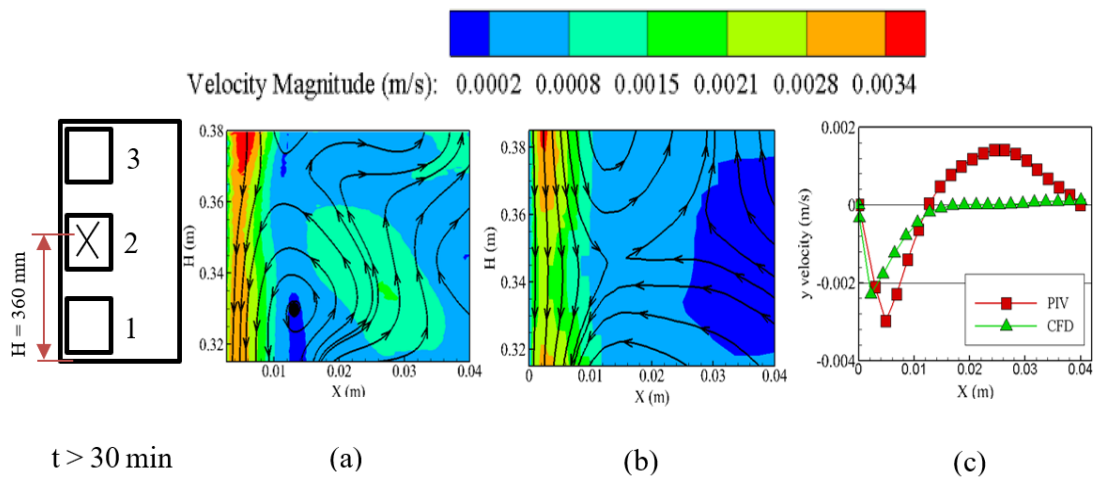 Velocity Magnitude (m/s): 0.0002 0.0008 0.0015 0.0021 0.0028 0.0034
3
2
1
H = 360 mm
t > 30 min
0.38
0.36
0.34
0.32
H (m)
0.01 0.02 0.03 0.04
X (m)
(a)
0.38
0.36
0.34
0.32
H (m)
0 0.01 0.02 0.03 0.04
X (m)
(b)
0.002
0
-0.002
-0.004
y velocity (m/s)
PIV
CFD
0 0.01 0.02 0.03 0.04
X (m)
(c)